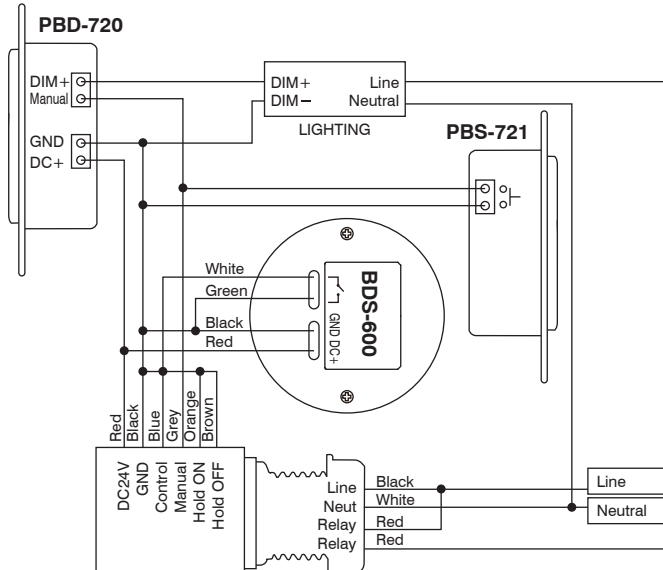 PBD-720
DIM+
Manual
GND
DC+
DIM+
DIM−
Line
Neutral
LIGHTING
PBS-721
White
Green
Black
Red
BDS-600
GND DC+
Red
Black
Blue
Grey
Orange
Brown
DC24V
GND
Control
Manual
Hold ON
Hold OFF
Line
Neut
Relay
Relay
Black
White
Red
Red
Line
Neutral